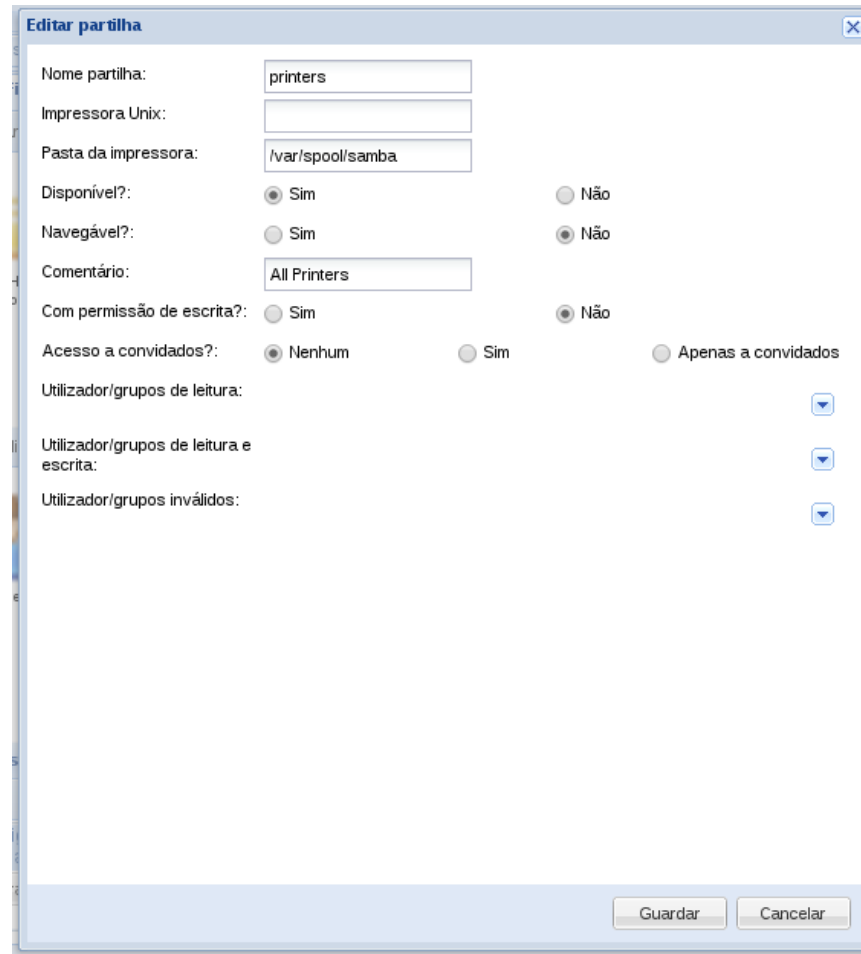 Editar partilha
Nome partilha: printers
Impressora Unix:
Pasta da impressora: /var/spool/samba
Disponível?: Sim Não
Navegável?: Sim Não
Comentário: All Printers
Com permissão de escrita?: Sim Não
Acesso a convidados?: Nenhum Sim Apenas a convidados
Utilizador/grupos de leitura:
Utilizador/grupos de leitura e
escrita:
Utilizador/grupos inválidos:
Guardar Cancelar